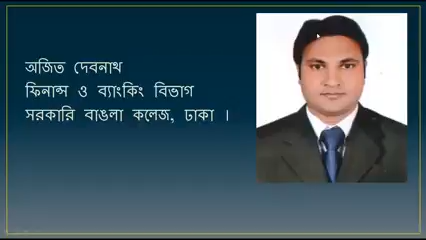 অজিত দেবনাথ
ফিনান্স ও ব্যাংকিং বিভাগ
সরকারি বাঙলা কলেজ, ঢাকা ।